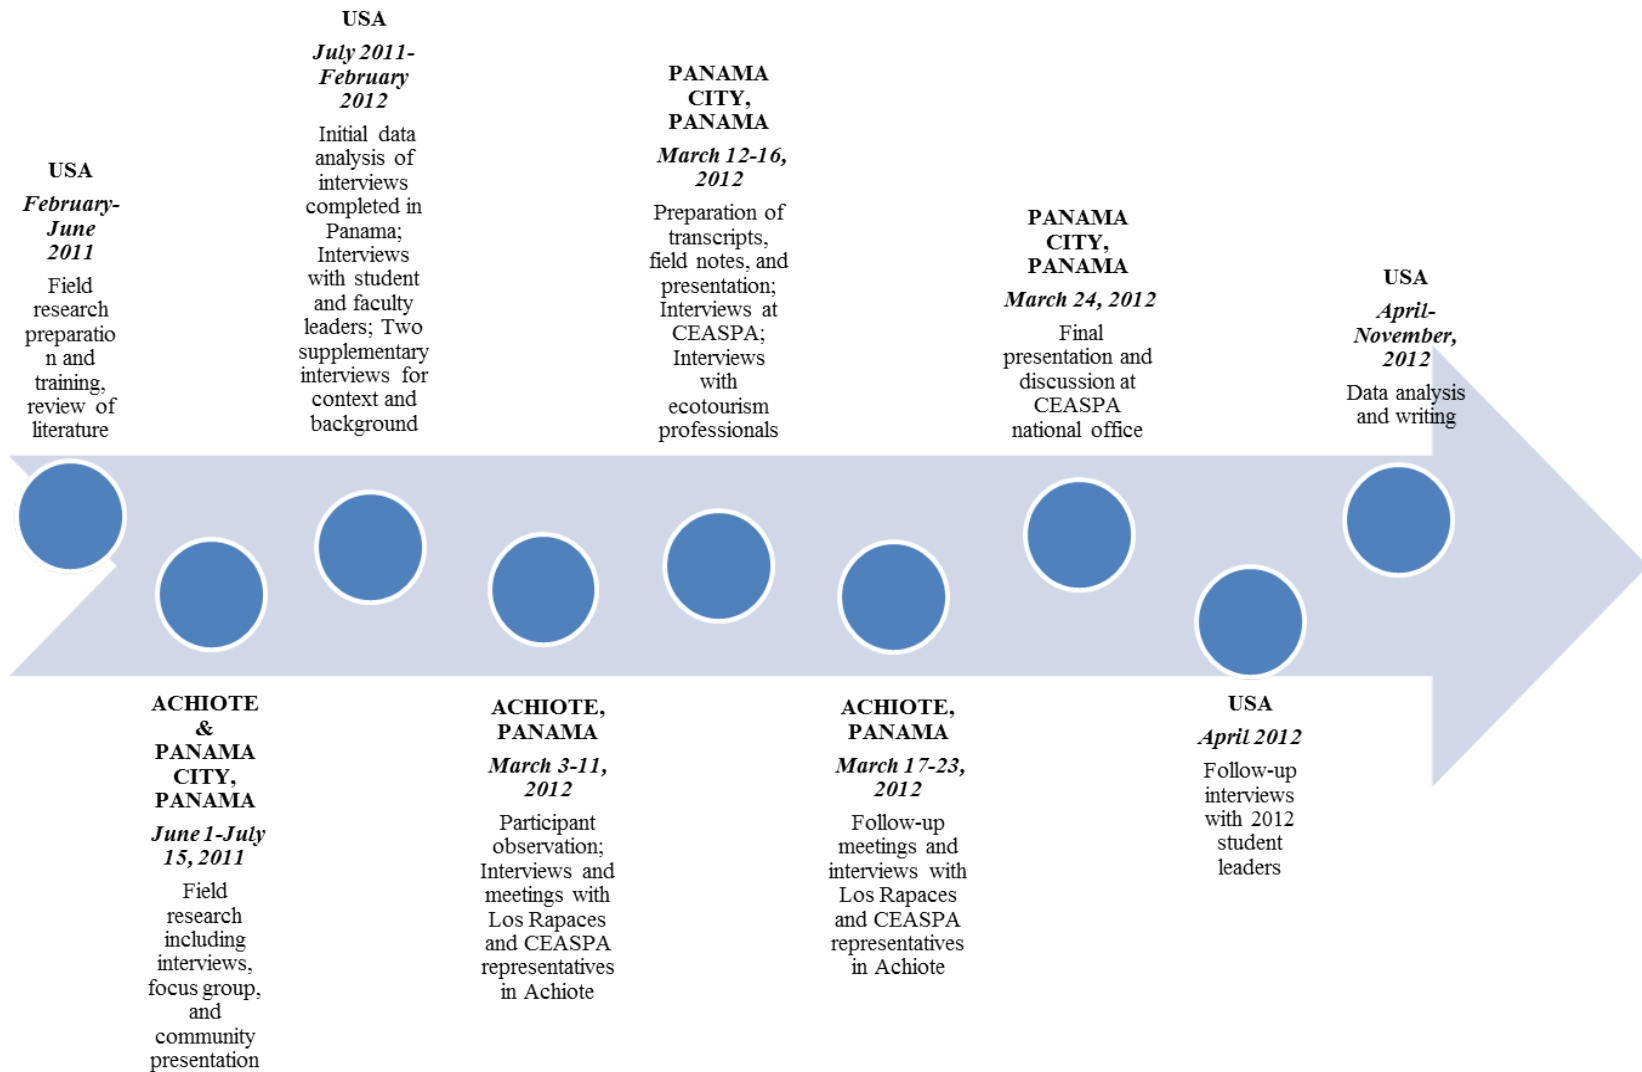 USA
February-
June
2011
Field
research
preparatio
n and
training,
review of
literature
ACHIOTE
&
PANAMA
CITY,
PANAMA
June 1-July
15, 2011
Field
research
including
interviews,
focus group,
and
community
presentation
USA
July 2011-
February
2012
Initial data
analysis of
interviews
completed in
Panama;
Interviews
with student
and faculty
leaders; Two
supplementary
interviews for
context and
background
ACHIOTE,
PANAMA
March 3-11,
2012
Participant
observation;
Interviews and
meetings with
Los Rapaces
and CEASPA
representatives
in Achiote
PANAMA
CITY,
PANAMA
March 12-16,
2012
Preparation of
transcripts,
field notes, and
presentation;
Interviews at
CEASPA;
Interviews
with
ecotourism
professionals
ACHIOTE,
PANAMA
March 17-23,
2012
Follow-up
meetings and
interviews with
Los Rapaces
and CEASPA
representatives
in Achiote
PANAMA
CITY,
PANAMA
March 24, 2012
Final
presentation and
discussion at
CEASPA
national office
USA
April 2012
Follow-up
interviews
with 2012
student
leaders
USA
April-
November,
2012
Data analysis
and writing